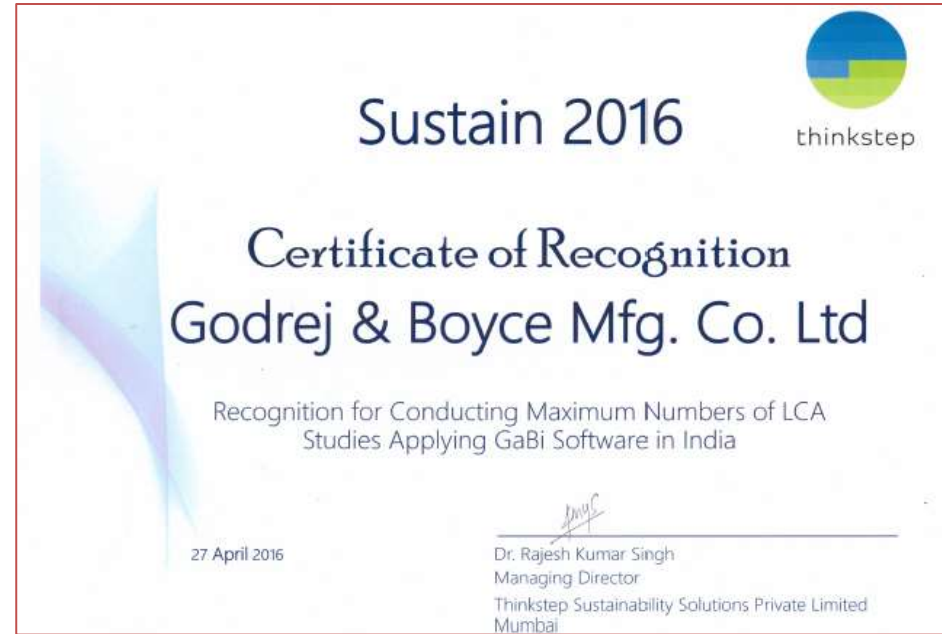 thinkstep
Sustain 2016
Certificate of Recognition
Godrej & Boyce Mfg. Co. Ltd
Recognition for Conducting Maximum Numbers of LCA
Studies Applying GaBi Software in India
27 April 2016
Dr. Rajesh Kumar Singh
Managing Director
Thinkstep Sustainability Solutions Private Limited
Mumbai